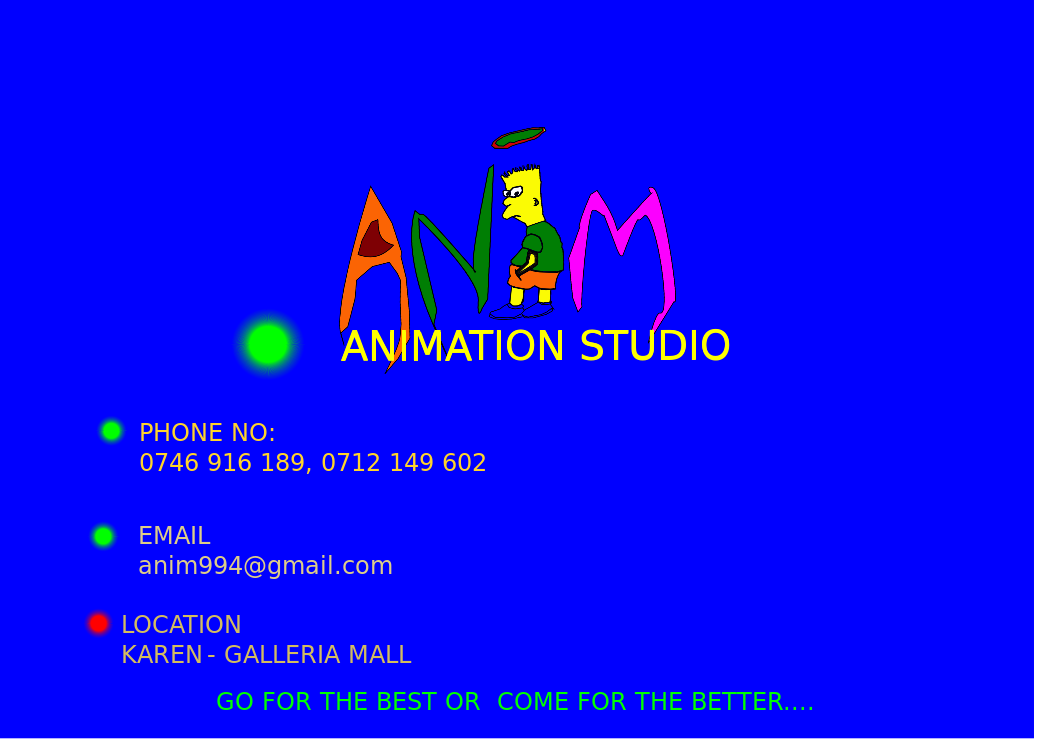 ANIM
ANIMATION STUDIO
PHONE NO:
0746 916 189, 0712 149 602
EMAIL
anim994@gmail.com
LOCATION
KAREN - GALLERIA MALL
GO FOR THE BEST OR  COME FOR THE BETTER....